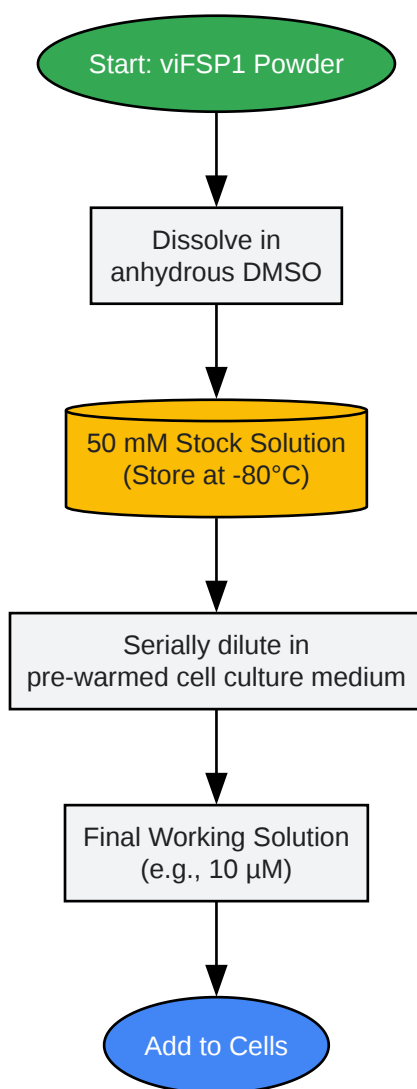 Start: viFSP1 Powder
Dissolve in
anhydrous DMSO
50 mM Stock Solution
(Store at -80°C)
Serially dilute in
pre-warmed cell culture medium
Final Working Solution
(e.g., 10 µM)
Add to Cells